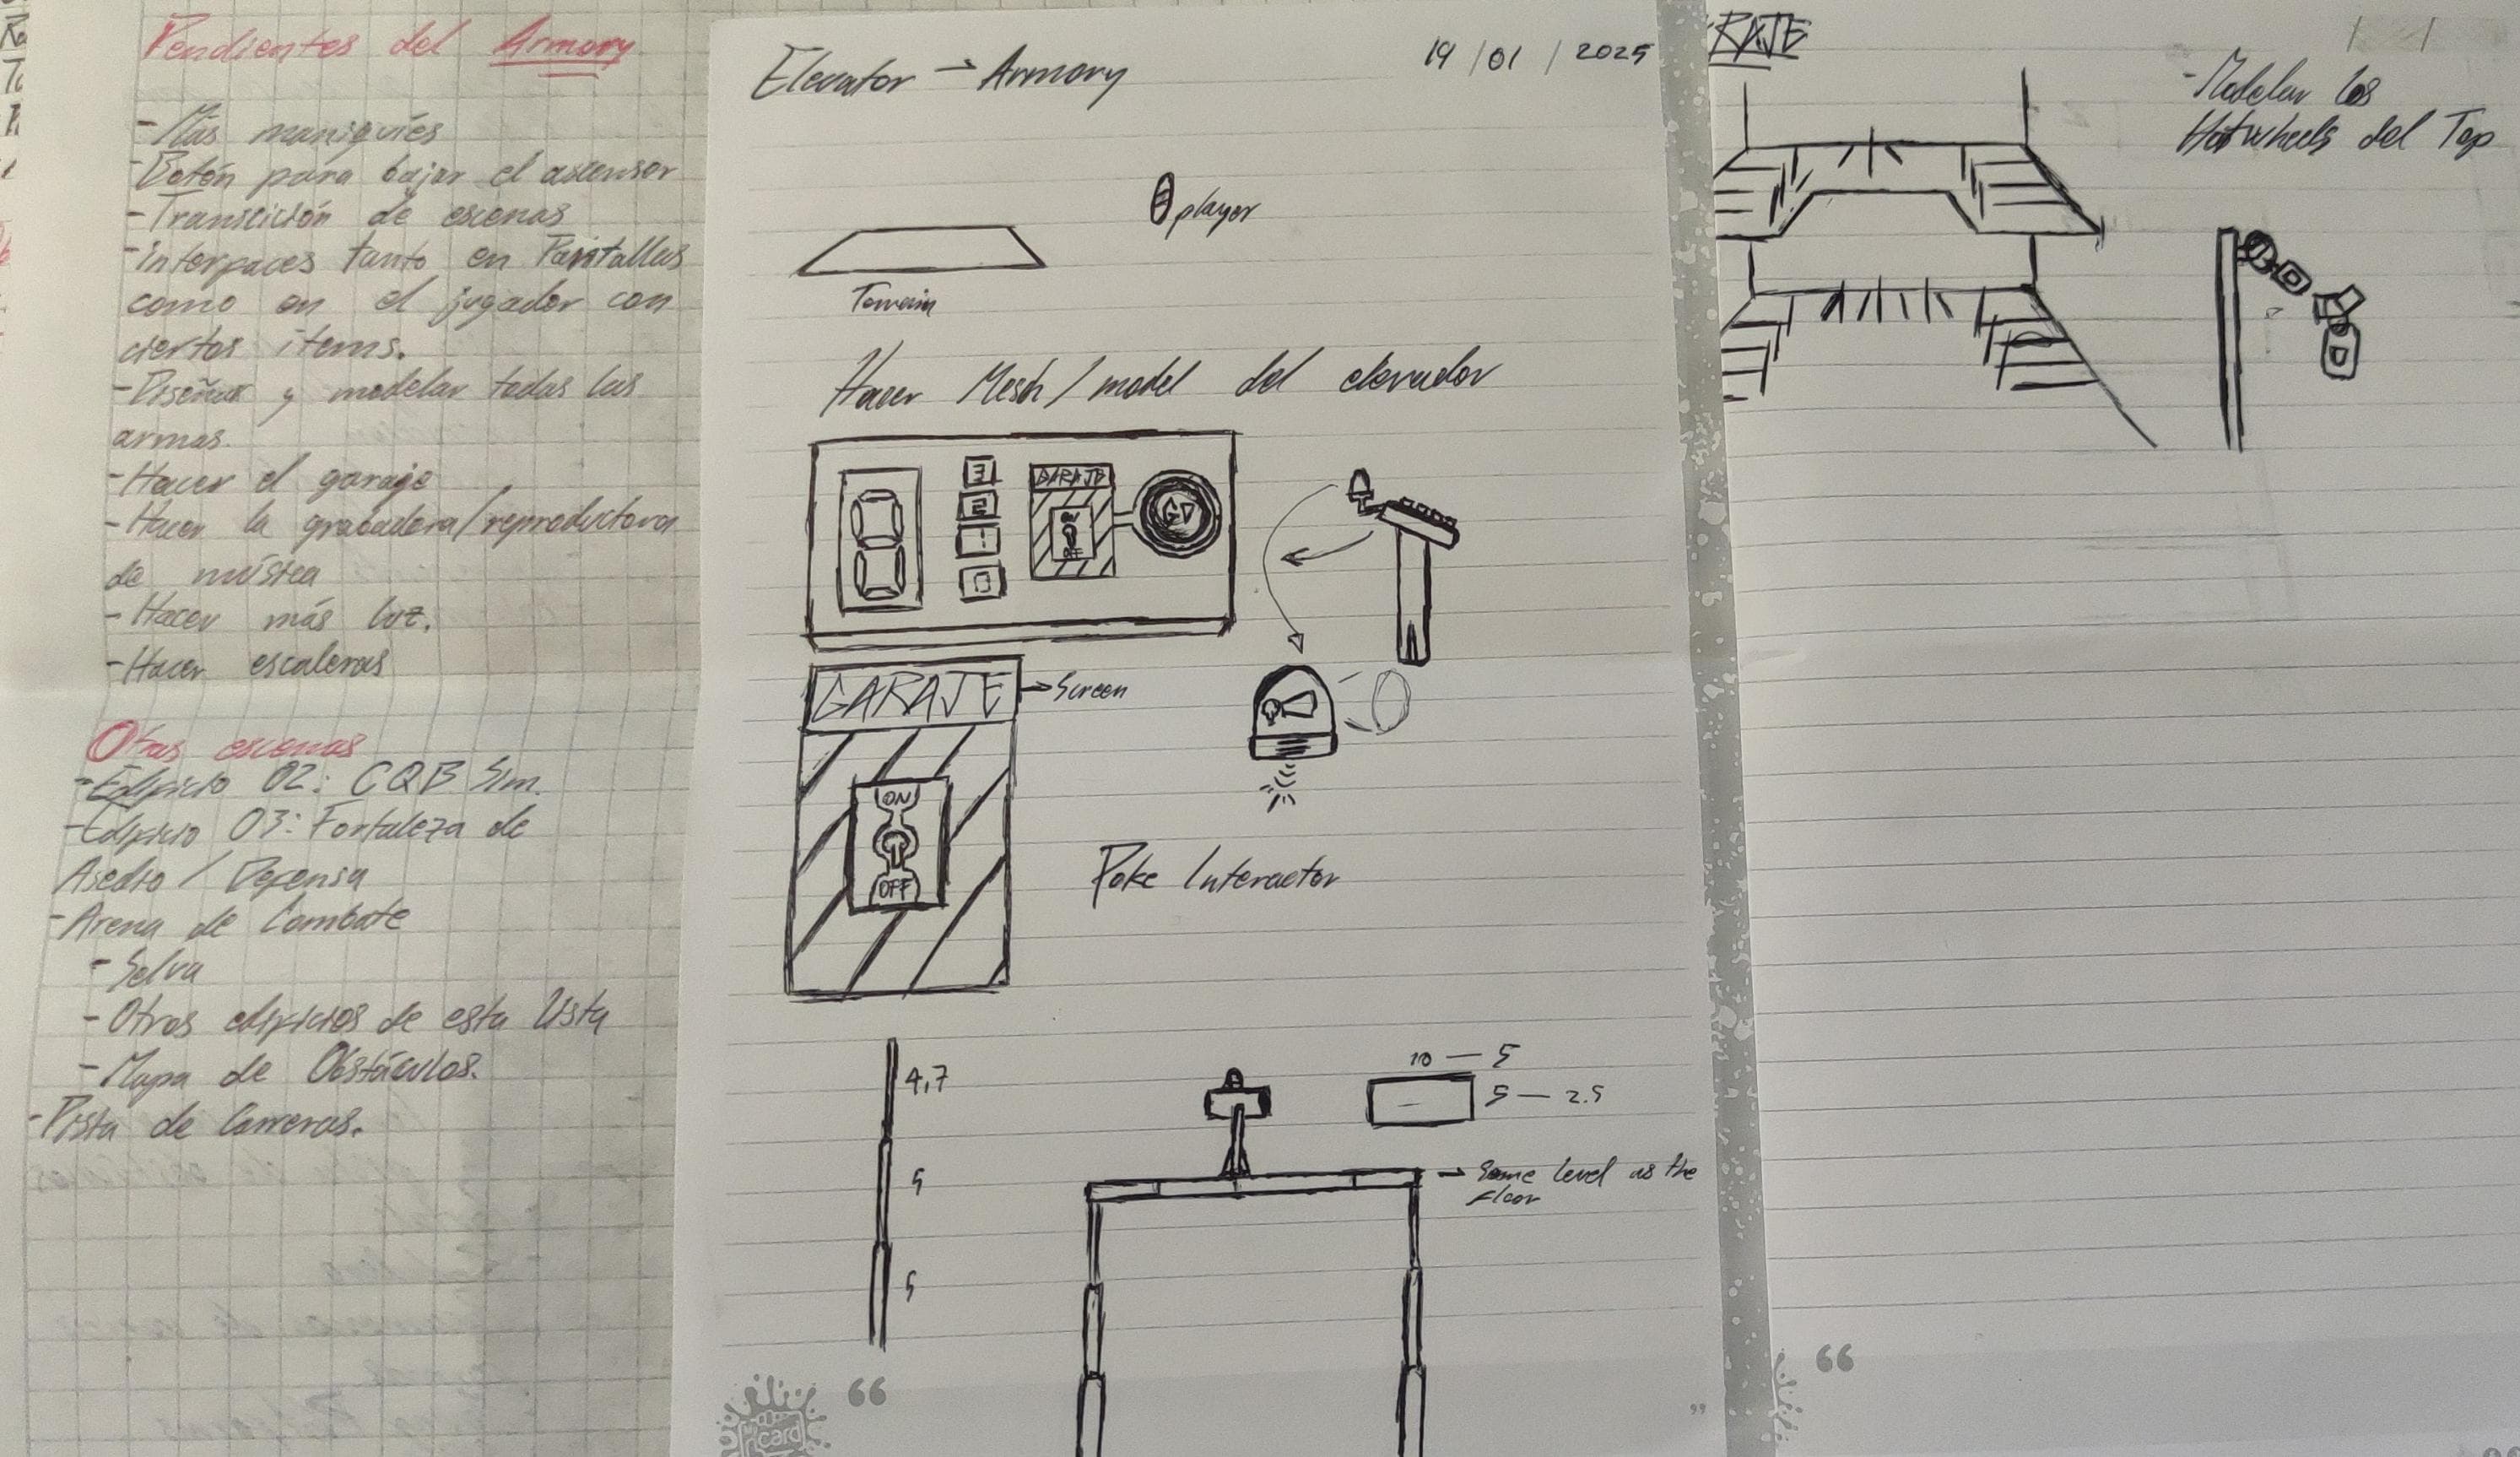 Pendientes del Armory
- Más maniquíes
- Botón para bajar el ascensor
- Transición de escenas
- interfaces tanto en Pantallas
como en el jugador con
ciertos items.
- Diseñar y modelar todas las
armas.
- Hacer el garaje
- Hacer la grabadora/reproductora
de música
- Hacer más luz.
- Hacer escaleras
Otras escenas
- Edificio 02: CQB Sim.
- Edificio 03: Fortaleza de
Asedio / Defensa
- Arena de Combate
- Selva
- Otros edificios de esta lista
- Mapa de Obstáculos.
- Pista de Carreras.
Elevator → Armory
19 / 01 / 2025
player
Terrain
Hacer Mesh / model del elevador
3
2
1
0
GARAJE
ON
OFF
GO
GARAJE → Screen
ON
OFF
Poke Interactor
4,7
5
5
10 — 5
5 — 2.5
→ Same level as the
floor
card
RAJE
- Modelar los
Hotwheels del Top